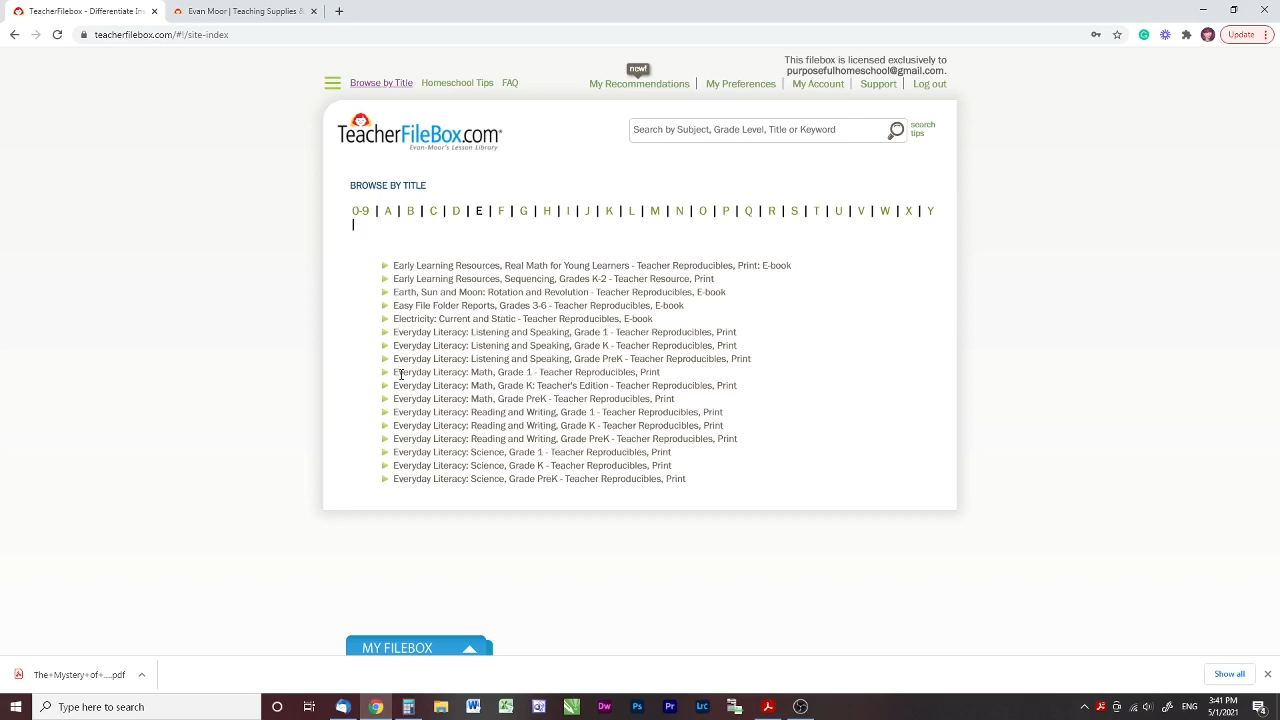 TeacherFileBox - Different is in
Evan Moor | Teaching Supplies &
teacherfilebox.com/#!/site-index
Update
This filebox is licensed exclusively to
purposefulhomeschool@gmail.com.
new!
Browse by Title Homeschool Tips FAQ
My Recommendations | My Preferences | My Account | Support | Log out
TeacherFileBox.com
Evan-Moor's Lesson Library
Search by Subject, Grade Level, Title or Keyword
search
tips
BROWSE BY TITLE
0-9 | A | B | C | D | E | F | G | H | I | J | K | L | M | N | O | P | Q | R | S | T | U | V | W | X | Y
|
Early Learning Resources, Real Math for Young Learners - Teacher Reproducibles, Print: E-book
Early Learning Resources, Sequencing, Grades K-2 - Teacher Resource, Print
Earth, Sun and Moon: Rotation and Revolution - Teacher Reproducibles, E-book
Easy File Folder Reports, Grades 3-6 - Teacher Reproducibles, E-book
Electricity: Current and Static - Teacher Reproducibles, E-book
Everyday Literacy: Listening and Speaking, Grade 1 - Teacher Reproducibles, Print
Everyday Literacy: Listening and Speaking, Grade K - Teacher Reproducibles, Print
Everyday Literacy: Listening and Speaking, Grade PreK - Teacher Reproducibles, Print
Everyday Literacy: Math, Grade 1 - Teacher Reproducibles, Print
Everyday Literacy: Math, Grade K: Teacher's Edition - Teacher Reproducibles, Print
Everyday Literacy: Math, Grade PreK - Teacher Reproducibles, Print
Everyday Literacy: Reading and Writing, Grade 1 - Teacher Reproducibles, Print
Everyday Literacy: Reading and Writing, Grade K - Teacher Reproducibles, Print
Everyday Literacy: Reading and Writing, Grade PreK - Teacher Reproducibles, Print
Everyday Literacy: Science, Grade 1 - Teacher Reproducibles, Print
Everyday Literacy: Science, Grade K - Teacher Reproducibles, Print
Everyday Literacy: Science, Grade PreK - Teacher Reproducibles, Print
MY FILEBOX
The+Mystery+of+....pdf
Show all
Type here to search
3:41 PM
5/1/2021